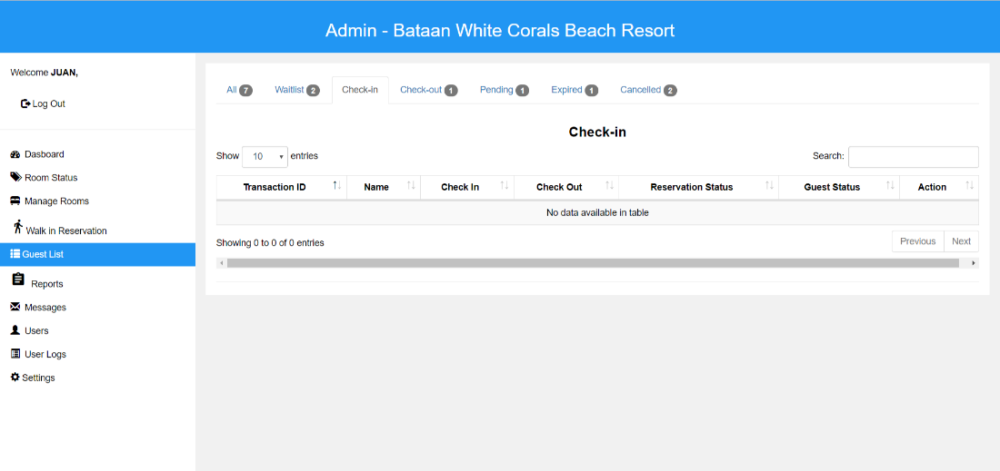 Admin - Bataan White Corals Beach Resort
Welcome JUAN,
Log Out
Dasboard
Room Status
Manage Rooms
Walk in Reservation
Guest List
Reports
Messages
Users
User Logs
Settings
All 7 Waitlist 2 Check-in Check-out 1 Pending 1 Expired 1 Cancelled 2
Check-in
Show 10 entries Search:
Transaction ID Name Check In Check Out Reservation Status Guest Status Action
No data available in table
Showing 0 to 0 of 0 entries Previous Next